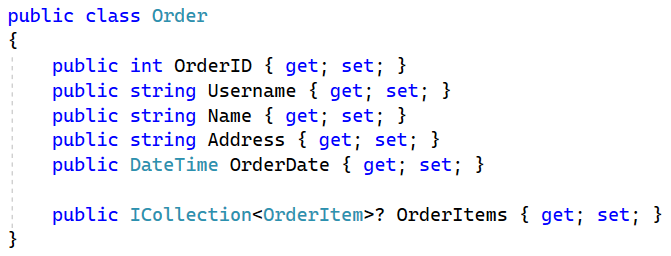 public class Order
{
    public int OrderID { get; set; }
    public string Username { get; set; }
    public string Name { get; set; }
    public string Address { get; set; }
    public DateTime OrderDate { get; set; }

    public ICollection<OrderItem>? OrderItems { get; set; }
}